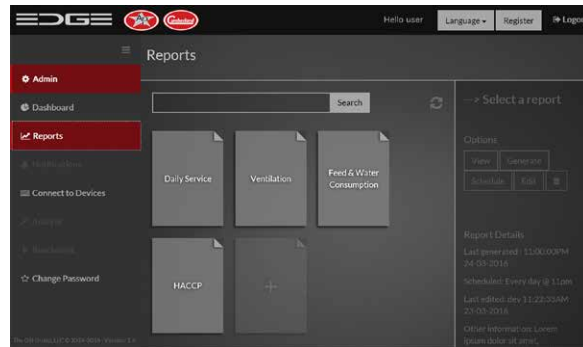 EDGE
Hello user
Language
Register
Reports
Admin
Dashboard
Reports
Connect to Devices
Change Password
Search
Daily Service
Ventilation
Feed & Water
Consumption
HACCP
+
--> Select a report
Options
View
Generate
Schedule
Edit
Report Details
Last generated : 11:00:00PM
24-03-2016
Scheduled: Every day @ 11pm
Last edited: dev 11:22:33AM
23-03-2016
Other information: Lorem
ipsum dolor sit amet,